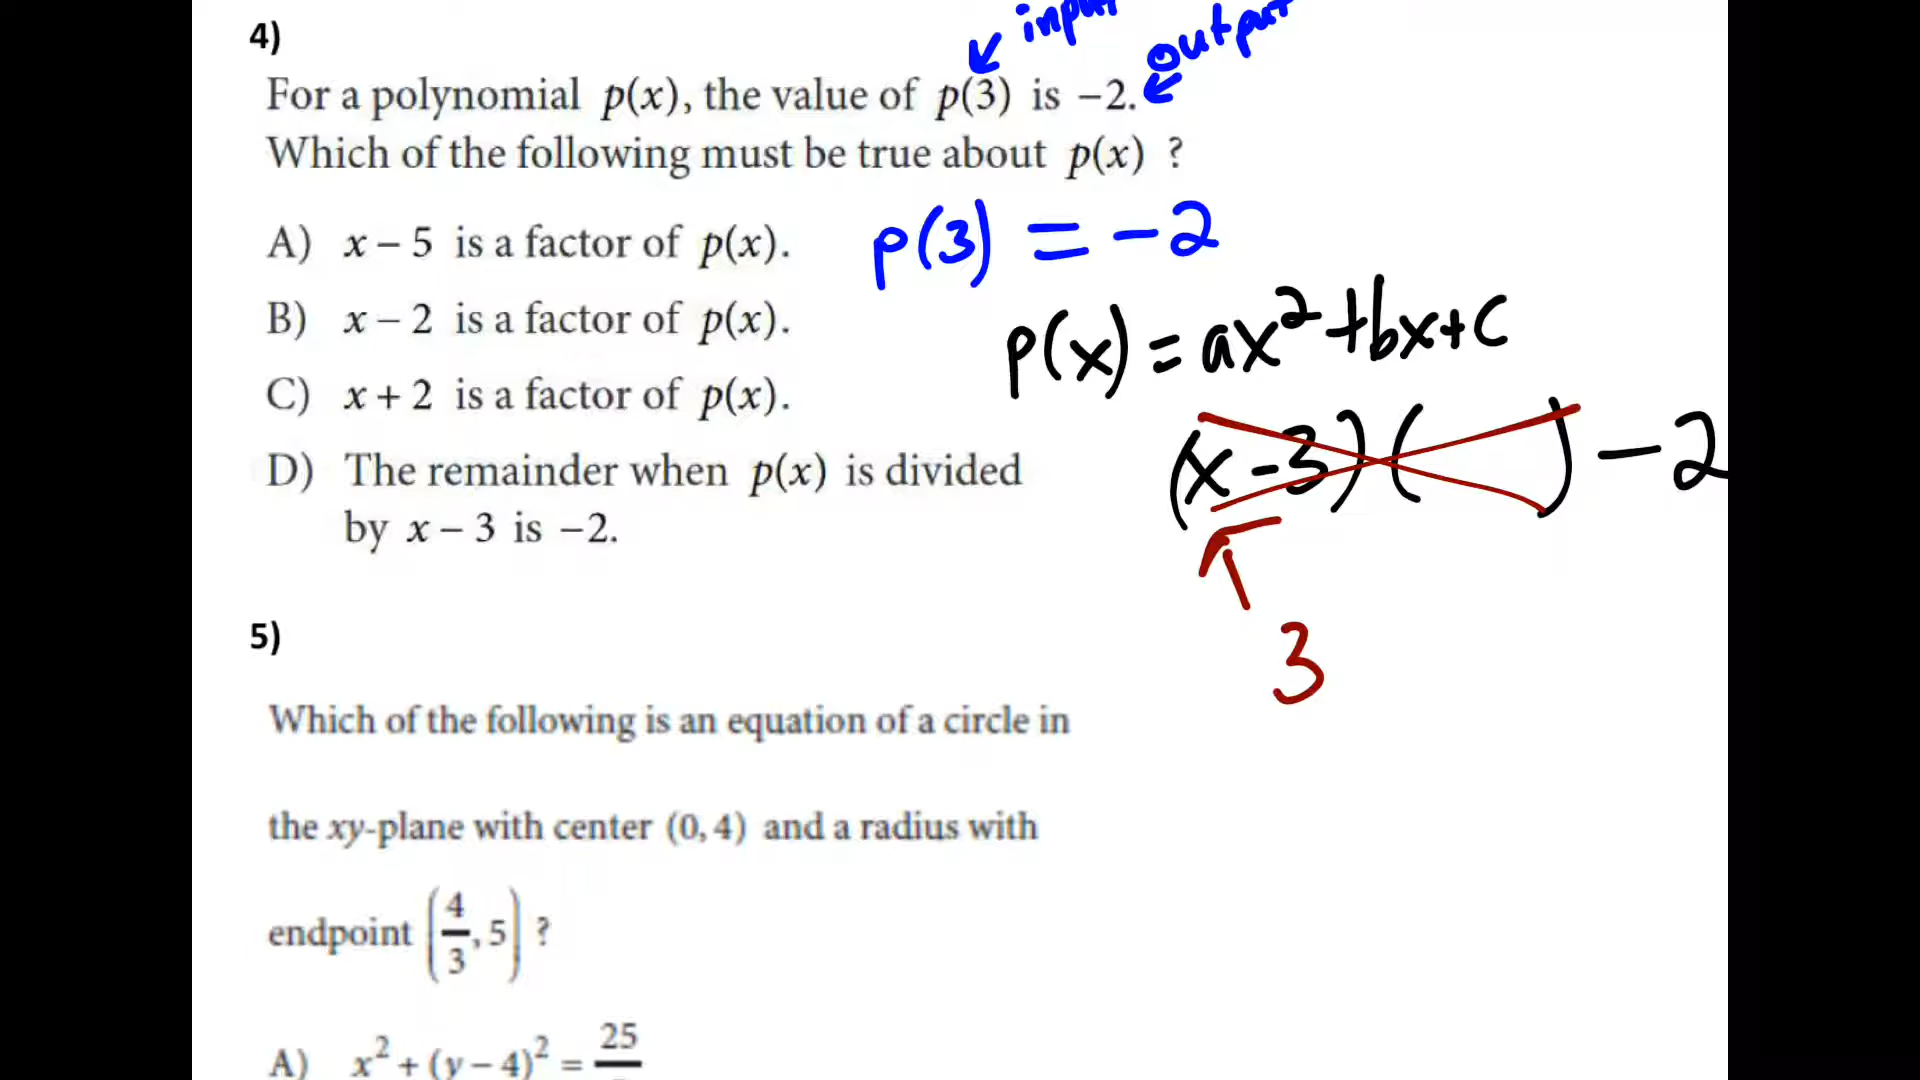 4)
input
output
For a polynomial p(x), the value of p(3) is −2.
Which of the following must be true about p(x) ?
A) x − 5 is a factor of p(x).
p(3) = −2
B) x − 2 is a factor of p(x).
p(x) = ax² + bx + c
C) x + 2 is a factor of p(x).
(x − 3)( ) − 2
D) The remainder when p(x) is divided
by x − 3 is −2.
3
5)
Which of the following is an equation of a circle in
the xy-plane with center (0, 4) and a radius with
endpoint (4/3, 5) ?
A) x² + (y − 4)² = 25